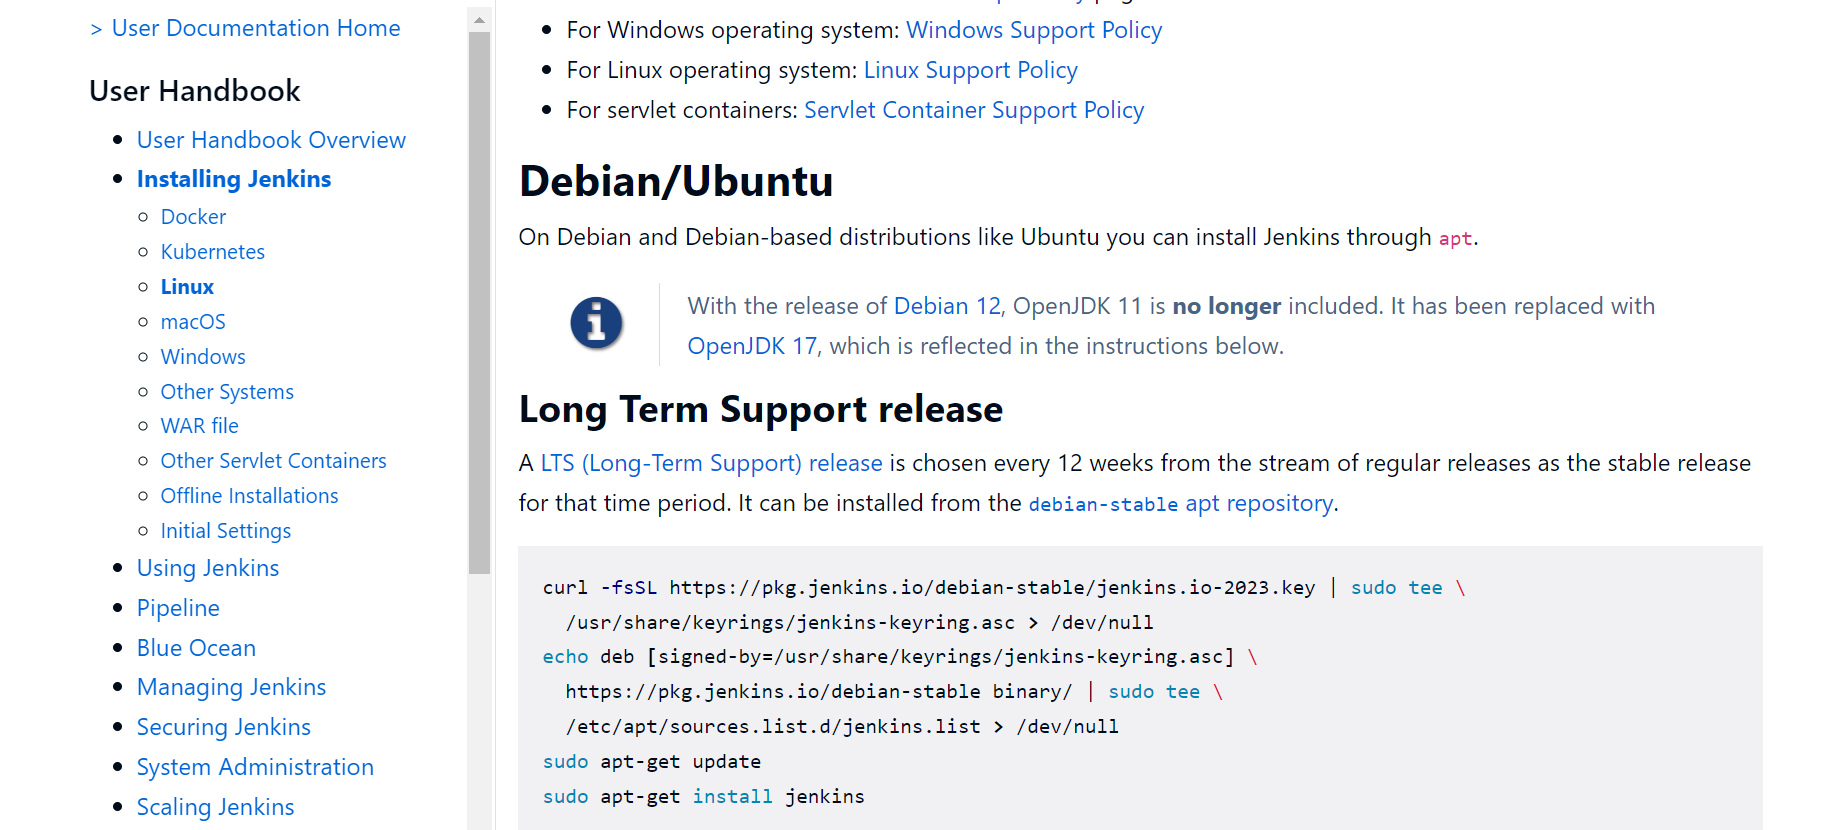 > User Documentation Home
User Handbook
User Handbook Overview
Installing Jenkins
Docker
Kubernetes
Linux
macOS
Windows
Other Systems
WAR file
Other Servlet Containers
Offline Installations
Initial Settings
Using Jenkins
Pipeline
Blue Ocean
Managing Jenkins
Securing Jenkins
System Administration
Scaling Jenkins
For Windows operating system: Windows Support Policy
For Linux operating system: Linux Support Policy
For servlet containers: Servlet Container Support Policy
Debian/Ubuntu
On Debian and Debian-based distributions like Ubuntu you can install Jenkins through apt.
With the release of Debian 12, OpenJDK 11 is no longer included. It has been replaced with
OpenJDK 17, which is reflected in the instructions below.
Long Term Support release
A LTS (Long-Term Support) release is chosen every 12 weeks from the stream of regular releases as the stable release
for that time period. It can be installed from the debian-stable apt repository.
curl -fsSL https://pkg.jenkins.io/debian-stable/jenkins.io-2023.key | sudo tee \
/usr/share/keyrings/jenkins-keyring.asc > /dev/null
echo deb [signed-by=/usr/share/keyrings/jenkins-keyring.asc] \
https://pkg.jenkins.io/debian-stable binary/ | sudo tee \
/etc/apt/sources.list.d/jenkins.list > /dev/null
sudo apt-get update
sudo apt-get install jenkins